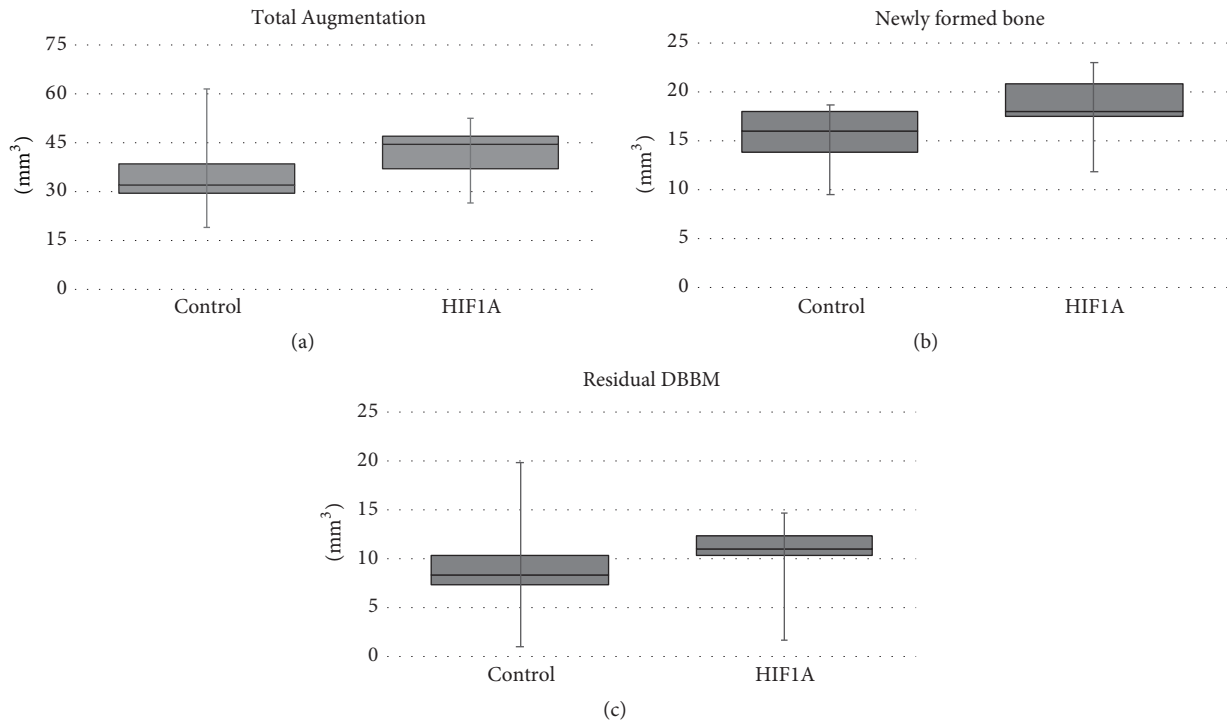 Total Augmentation
75
60
45
30
15
0
(mm³)
Control
HIF1A
(a)
Newly formed bone
25
20
15
10
5
0
(mm³)
Control
HIF1A
(b)
Residual DBBM
25
20
15
10
5
0
(mm³)
Control
HIF1A
(c)